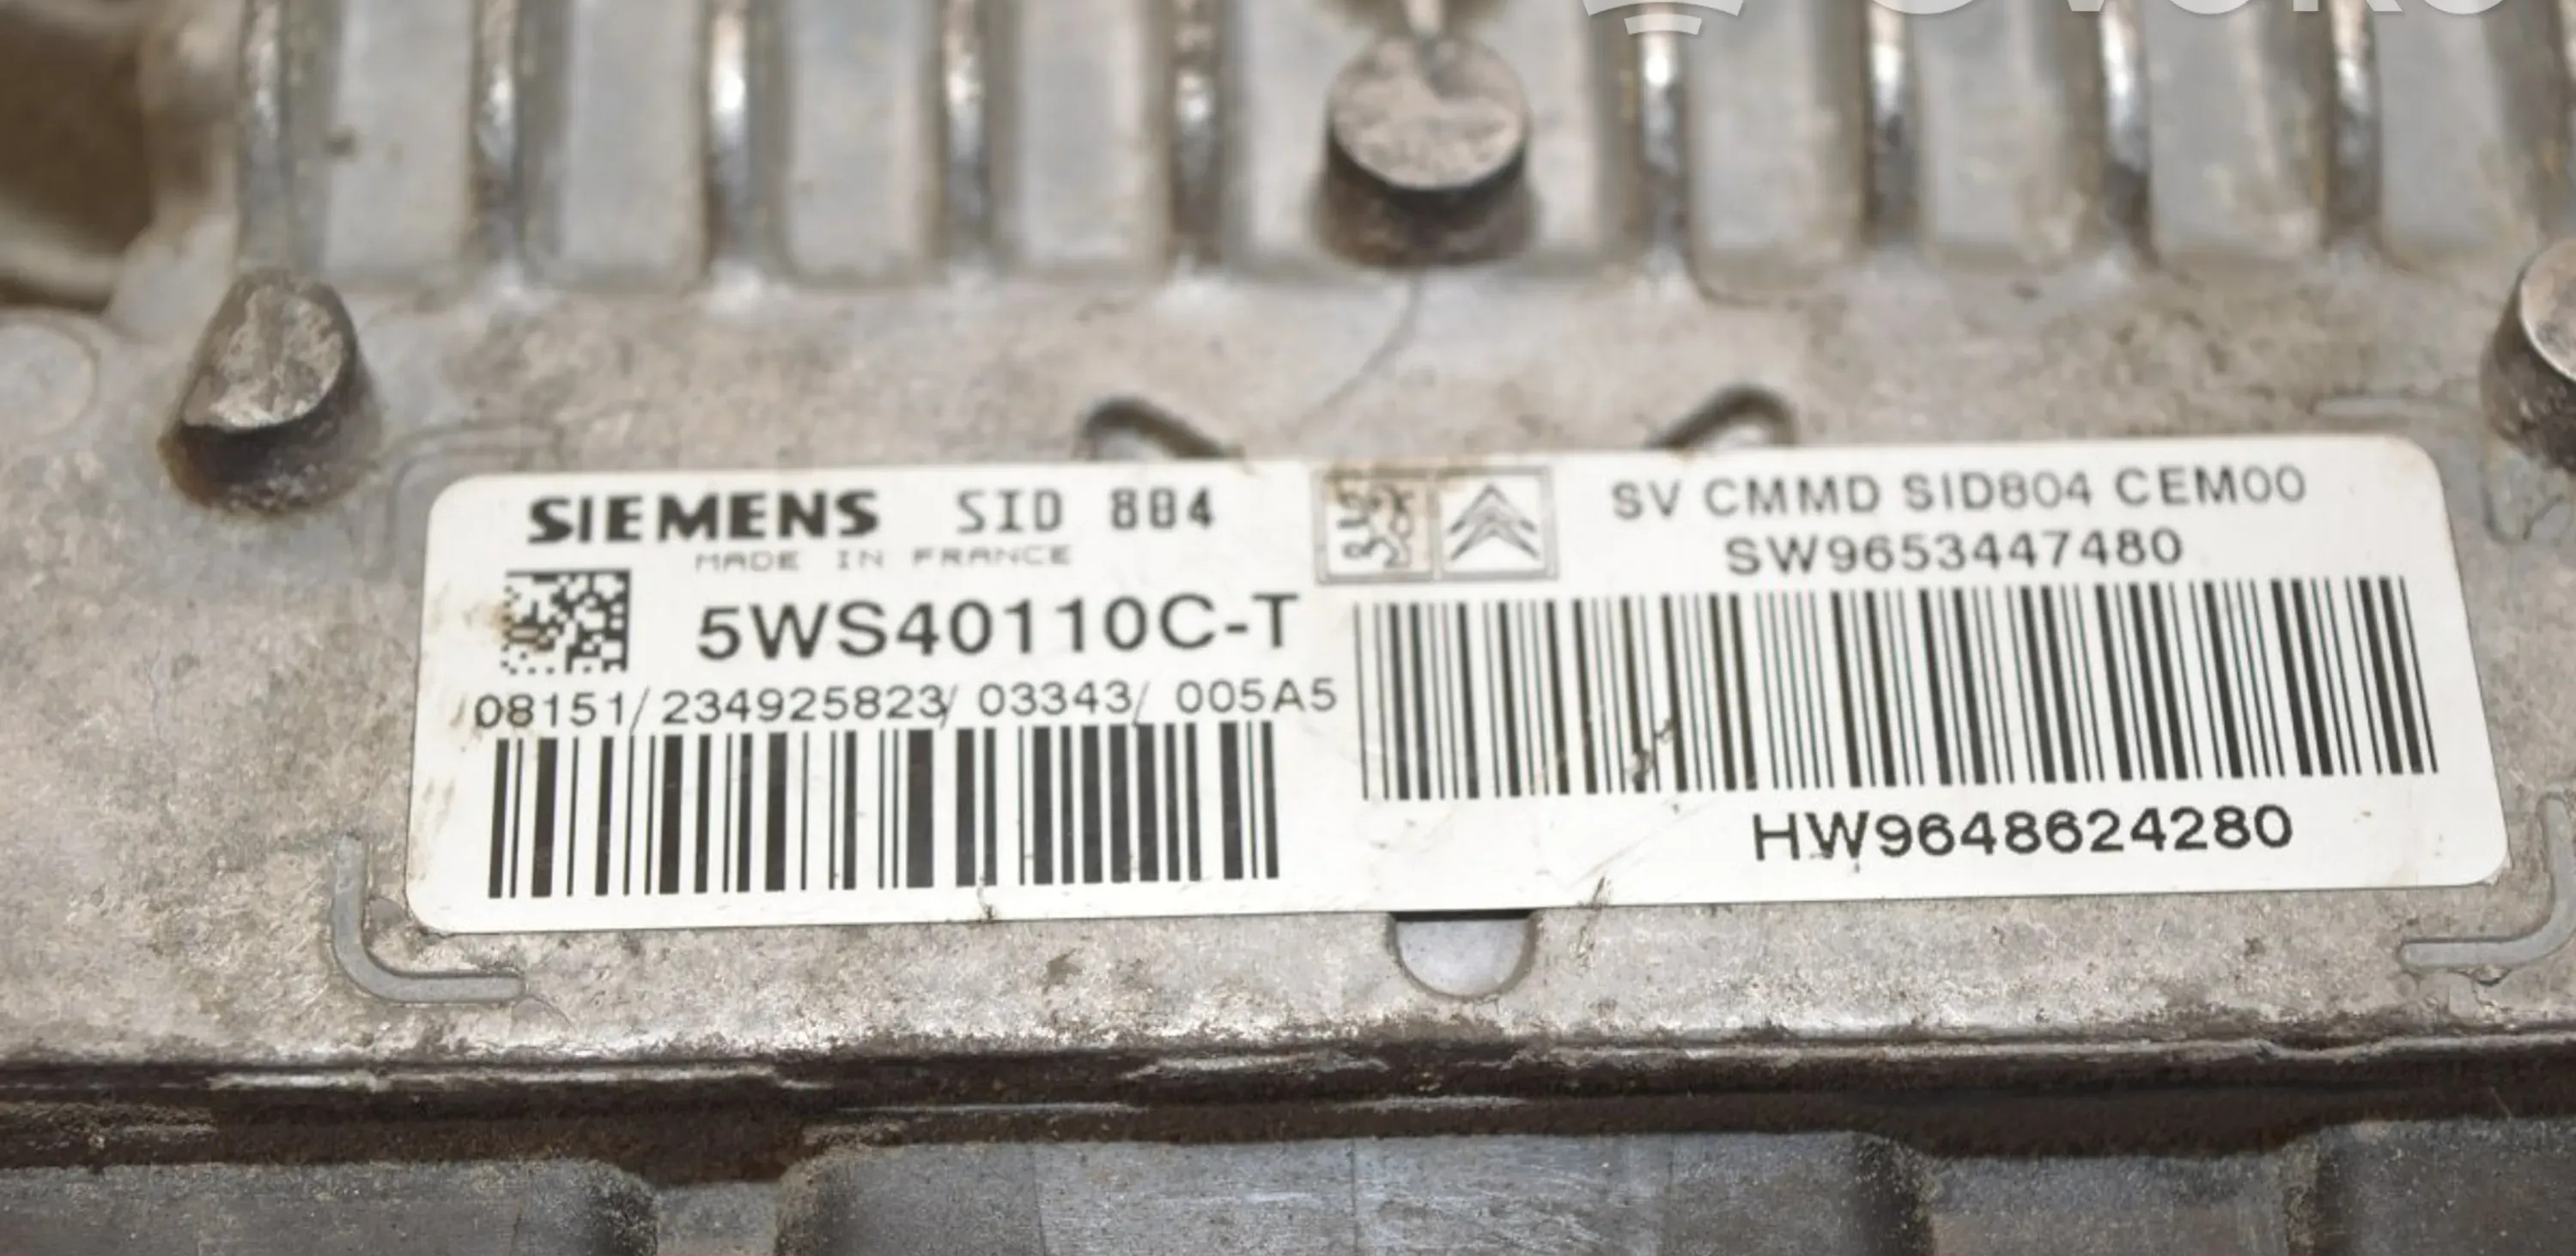 SIEMENS SID 804
MADE IN FRANCE
5WS40110C-T
08151/234925823/03343/ 005A5
SV CMMD SID804 CEM00
SW9653447480
HW9648624280